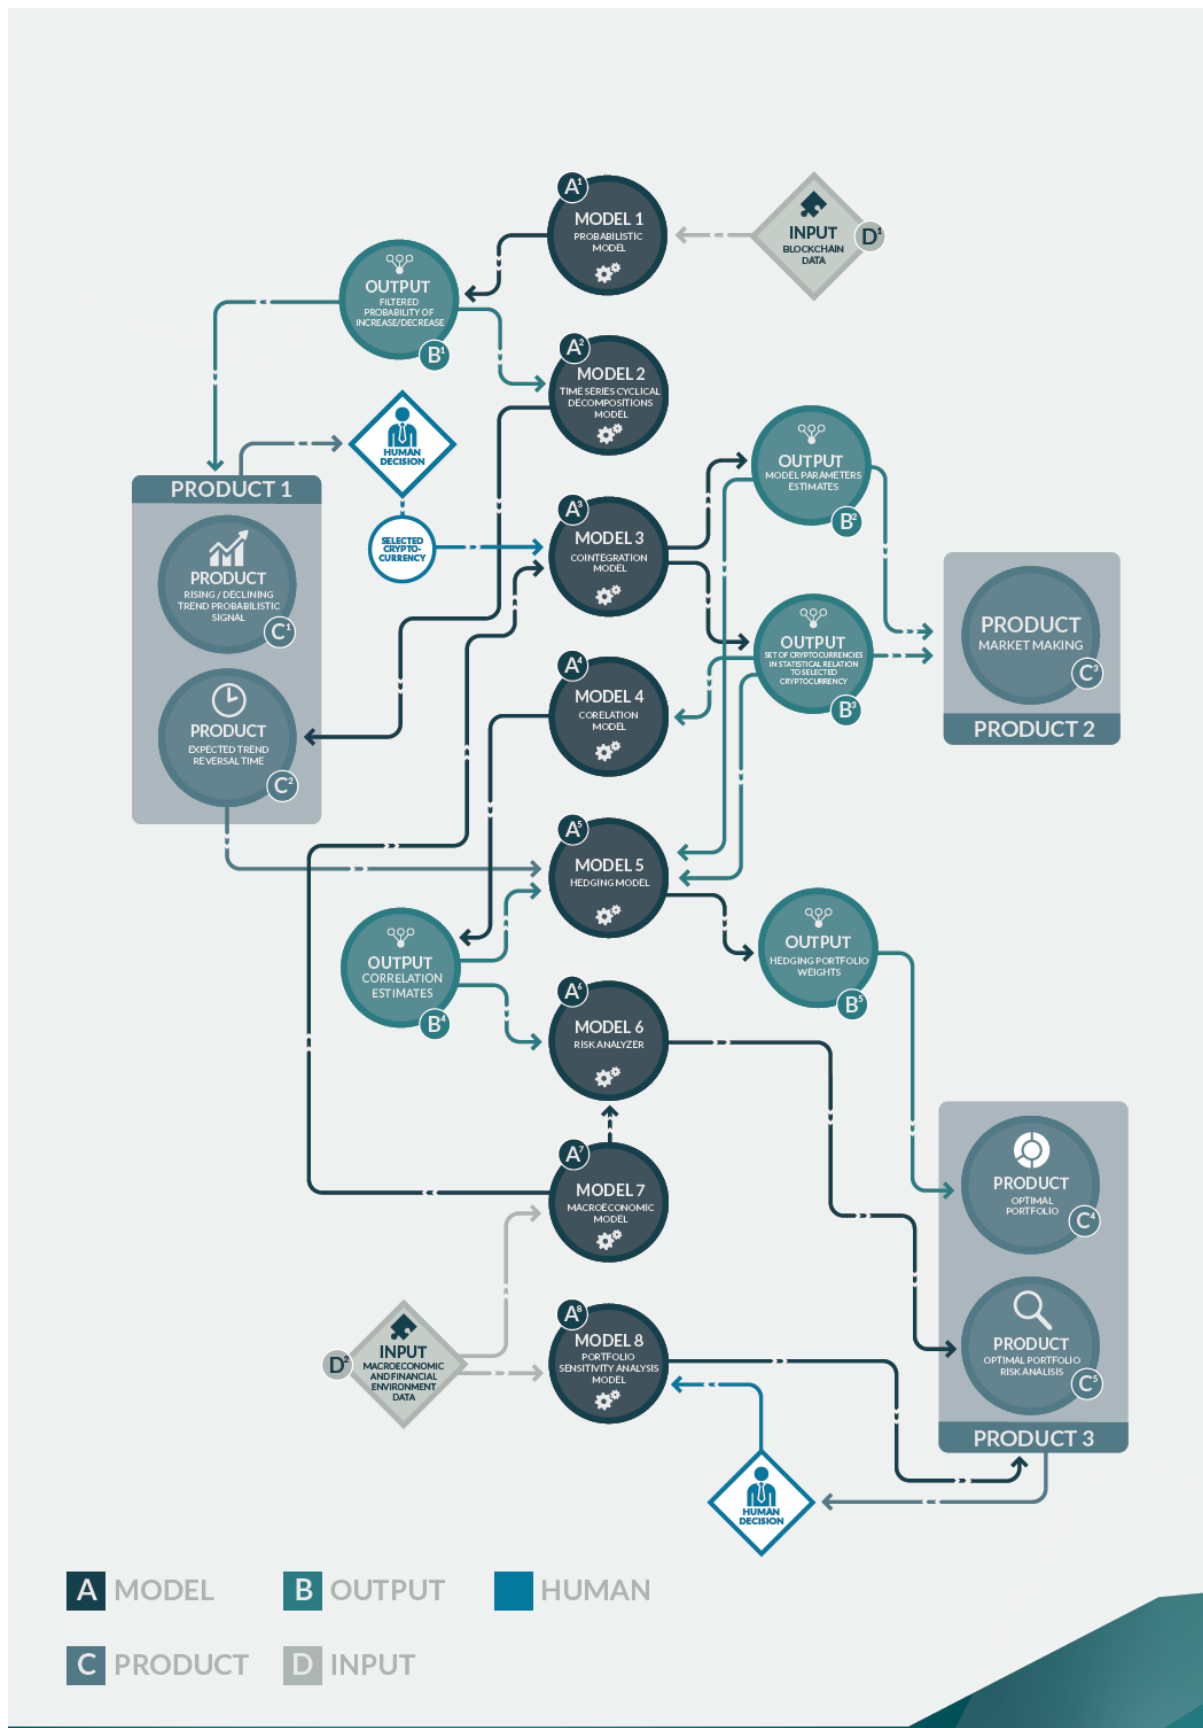 A1
MODEL 1
PROBABILISTIC
MODEL
INPUT
BLOCKCHAIN
DATA
D1
OUTPUT
FILTERED
PROBABILITY OF
INCREASE/DECREASE
B1
A2
MODEL 2
TIME SERIES CYCLICAL
DECOMPOSITIONS
MODEL
HUMAN
DECISION
OUTPUT
MODEL PARAMETERS
ESTIMATES
B2
PRODUCT 1
PRODUCT
RISING / DECLINING
TREND PROBABILISTIC
SIGNAL
C1
SELECTED
CRYPTO-
CURRENCY
A3
MODEL 3
COINTEGRATION
MODEL
OUTPUT
SET OF CRYPTOCURRENCIES
IN STATISTICAL RELATION
TO SELECTED
CRYPTOCURRENCY
B3
PRODUCT
MARKET MAKING
C3
PRODUCT 2
PRODUCT
EXPECTED TREND
REVERSAL TIME
C2
A4
MODEL 4
CORELATION
MODEL
A5
MODEL 5
HEDGING MODEL
OUTPUT
CORRELATION
ESTIMATES
B4
OUTPUT
HEDGING PORTFOLIO
WEIGHTS
B5
A6
MODEL 6
RISK ANALYZER
A7
MODEL 7
MACROECONOMIC
MODEL
PRODUCT
OPTIMAL
PORTFOLIO
C4
INPUT
MACROECONOMIC
AND FINANCIAL
ENVIRONMENT
DATA
D2
A8
MODEL 8
PORTFOLIO
SENSITIVITY ANALYSIS
MODEL
PRODUCT
OPTIMAL PORTFOLIO
RISK ANALISIS
C5
PRODUCT 3
HUMAN
DECISION
A MODEL
B OUTPUT
HUMAN
C PRODUCT
D INPUT